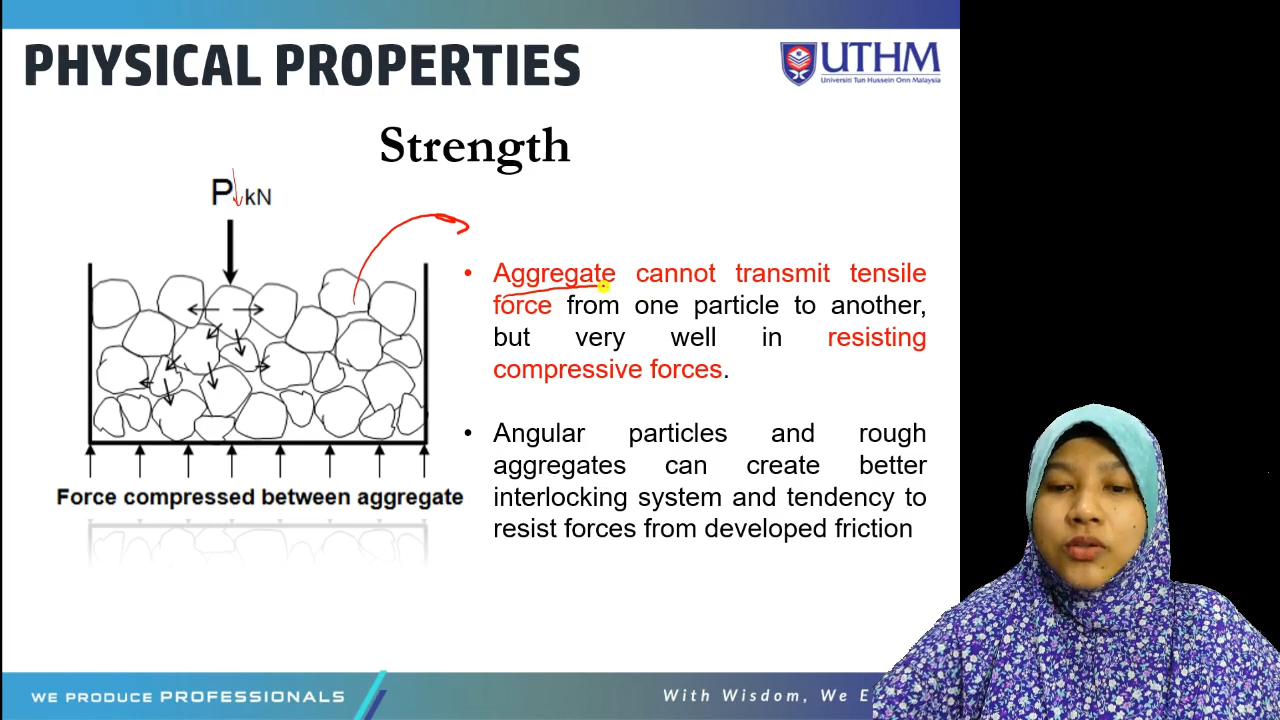 PHYSICAL PROPERTIES
UTHM
Universiti Tun Hussein Onn Malaysia
Strength
P kN
• Aggregate cannot transmit tensile
force from one particle to another,
but very well in resisting
compressive forces.
• Angular particles and rough
aggregates can create better
interlocking system and tendency to
resist forces from developed friction
Force compressed between aggregate
WE PRODUCE PROFESSIONALS
With Wisdom, We E